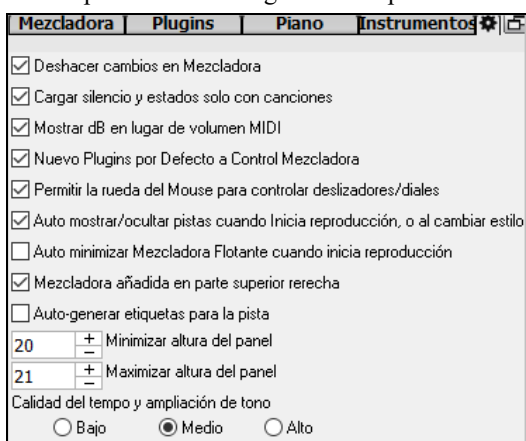 Mezcladora Plugins Piano Instrumentos
Deshacer cambios en Mezcladora
Cargar silencio y estados solo con canciones
Mostrar dB en lugar de volumen MIDI
Nuevo Plugins por Defecto a Control Mezcladora
Permitir la rueda del Mouse para controlar deslizadores/diales
Auto mostrar/ocultar pistas cuando Inicia reproducción, o al cambiar estilo
Auto minimizar Mezcladora Flotante cuando inicia reproducción
Mezcladora añadida en parte superior rerecha
Auto-generar etiquetas para la pista
20 + − Minimizar altura del panel
21 + − Maximizar altura del panel
Calidad del tempo y ampliación de tono
Bajo Medio Alto